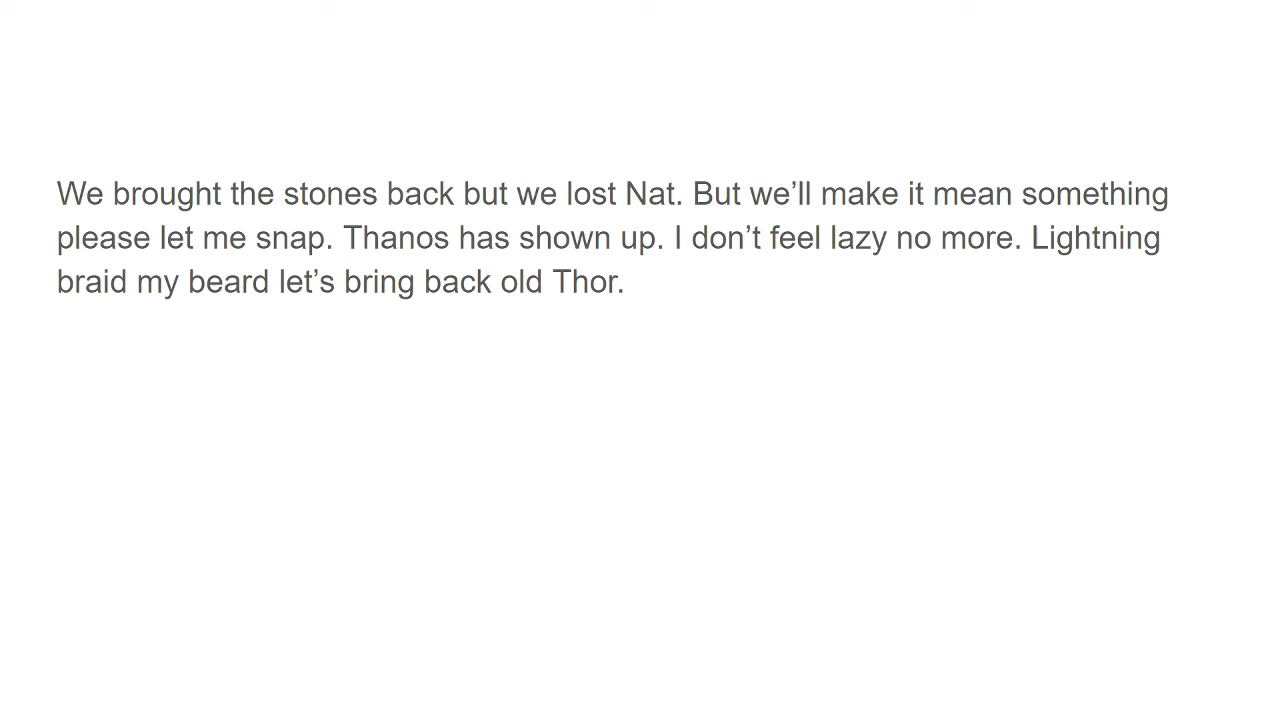 We brought the stones back but we lost Nat. But we’ll make it mean something
please let me snap. Thanos has shown up. I don’t feel lazy no more. Lightning
braid my beard let’s bring back old Thor.